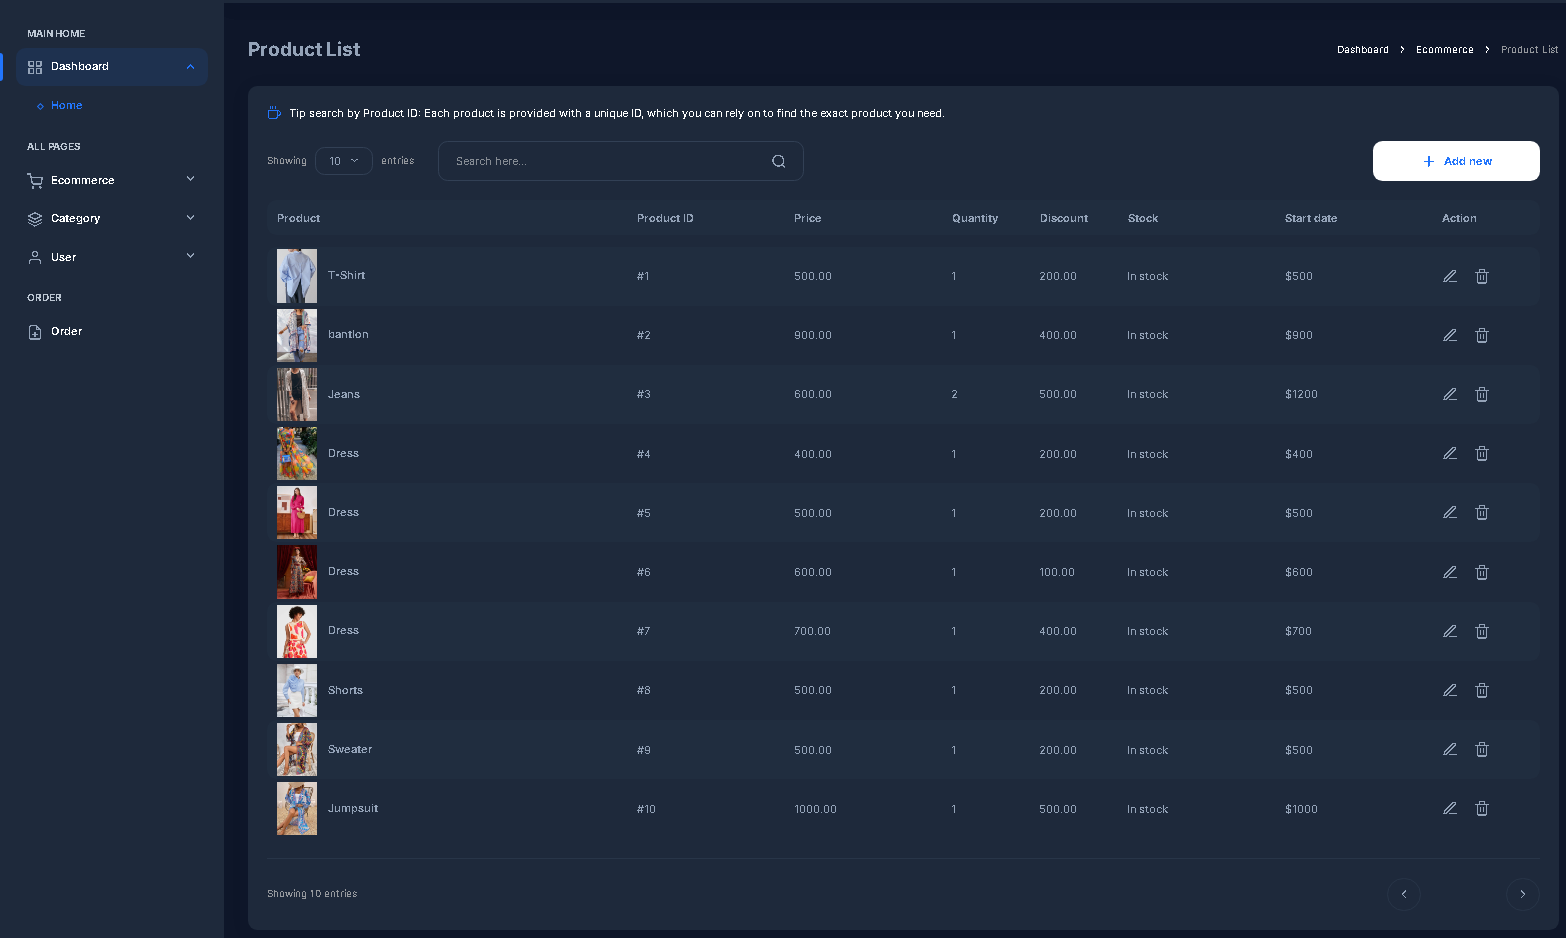 MAIN HOME
Dashboard
Home
ALL PAGES
Ecommerce
Category
User
ORDER
Order
Product List
Dashboard > Ecommerce > Product List
Tip search by Product ID: Each product is provided with a unique ID, which you can rely on to find the exact product you need.
Showing 10 entries
Search here...
Add new
Product Product ID Price Quantity Discount Stock Start date Action
T-Shirt #1 500.00 1 200.00 In stock $500
bantion #2 900.00 1 400.00 In stock $900
Jeans #3 600.00 2 500.00 In stock $1200
Dress #4 400.00 1 200.00 In stock $400
Dress #5 500.00 1 200.00 In stock $500
Dress #6 600.00 1 100.00 In stock $600
Dress #7 700.00 1 400.00 In stock $700
Shorts #8 500.00 1 200.00 In stock $500
Sweater #9 500.00 1 200.00 In stock $500
Jumpsuit #10 1000.00 1 500.00 In stock $1000
Showing 10 entries